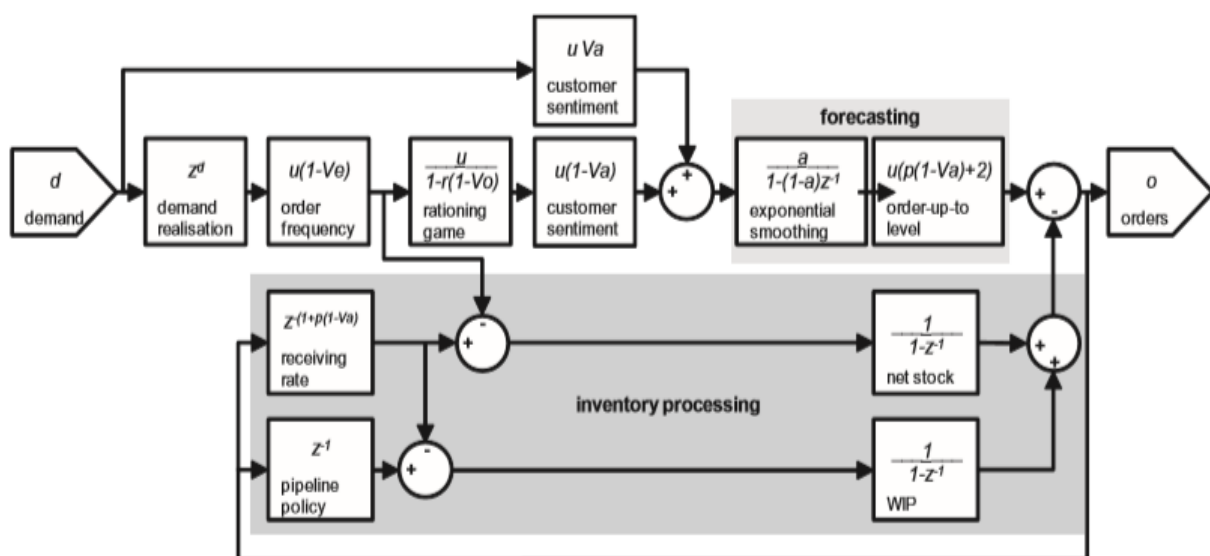 u Va
customer
sentiment
forecasting
d
demand
z^d
demand
realisation
u(1-Ve)
order
frequency
u
1-r(1-Vo)
rationing
game
u(1-Va)
customer
sentiment
+
+
a
1-(1-a)z^-1
exponential
smoothing
u(p(1-Va)+2)
order-up-to
level
+
-
o
orders
z^-(1+p(1-Va)
receiving
rate
-
+
1
1-z^-1
net stock
+
+
inventory processing
z^-1
pipeline
policy
-
+
1
1-z^-1
WIP